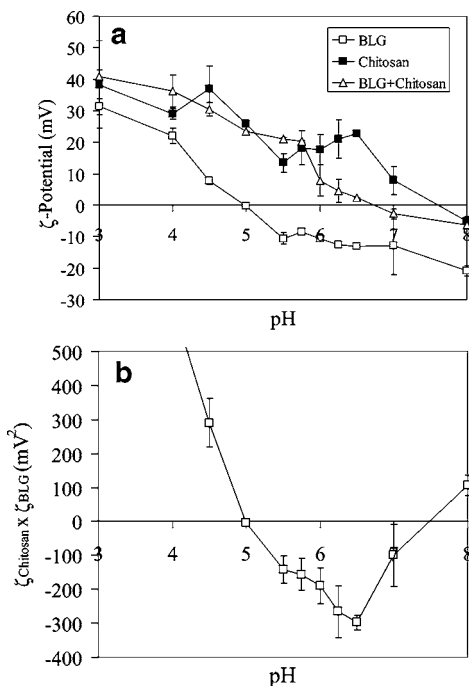 a
60
50
40
30
20
10
0
-10
-20
-30
ζ-Potential (mV)
BLG
Chitosan
BLG+Chitosan
3 4 5 6 7 8
pH
b
500
400
300
200
100
0
-100
-200
-300
-400
ζChitosan x ζBLG (mV²)
3 4 5 6 7 8
pH